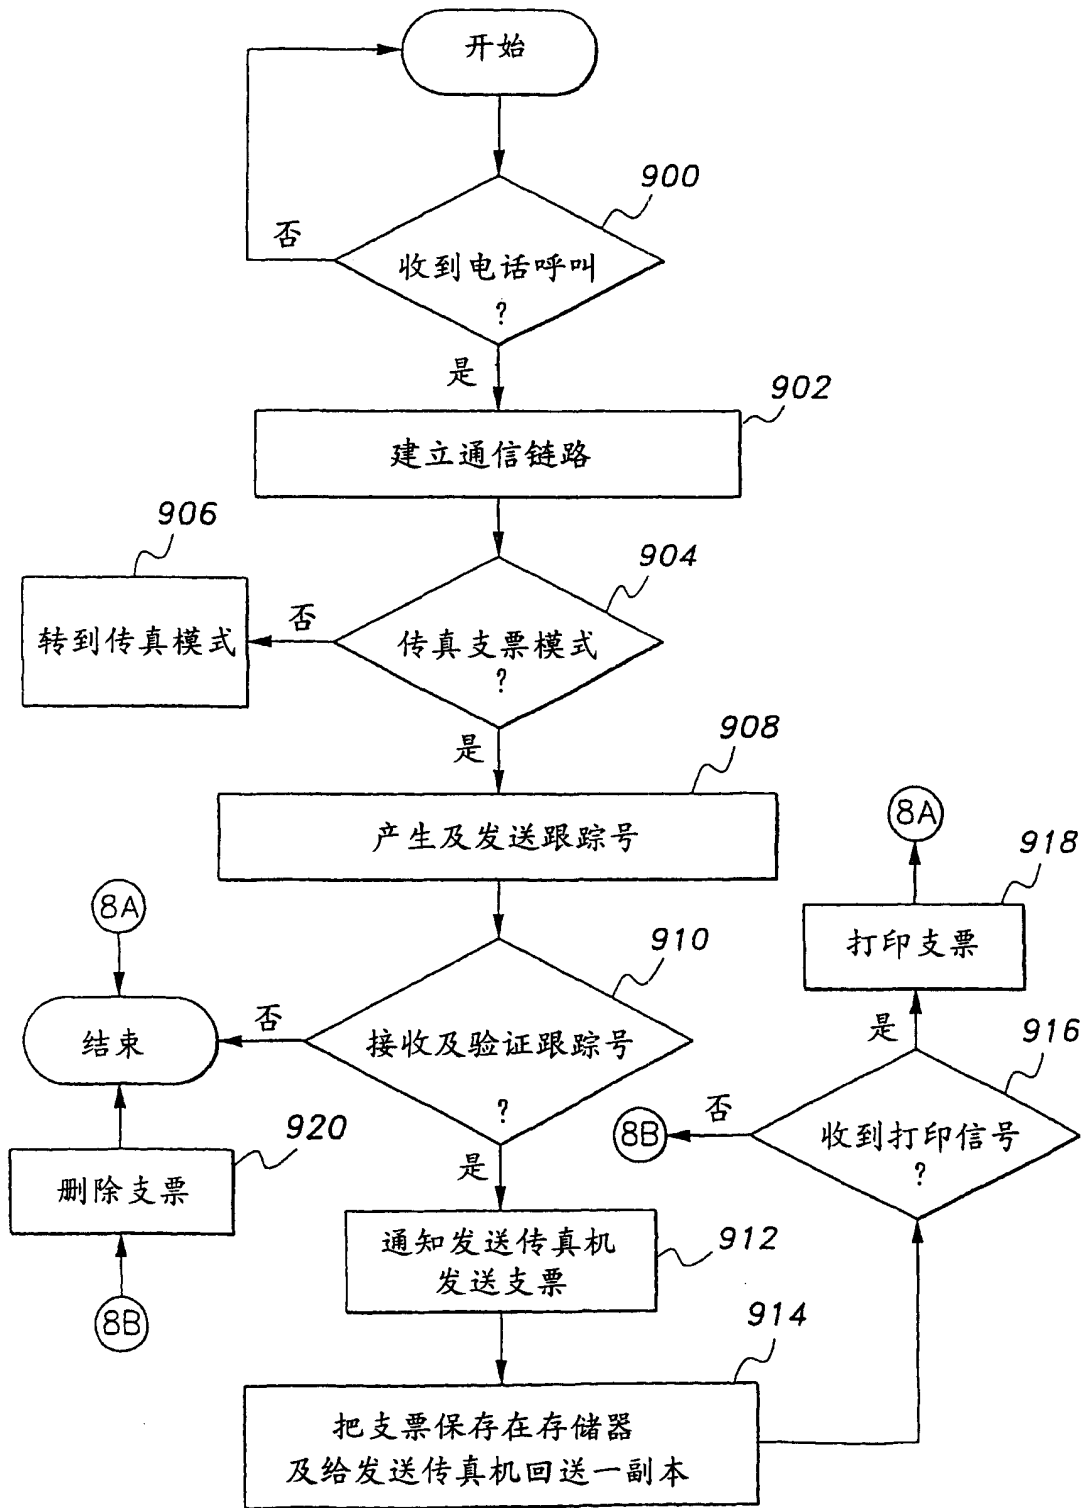 开始
900
否
收到电话呼叫
?
是
902
建立通信链路
906
904
否
转到传真模式
传真支票模式
?
908
是
产生及发送跟踪号
8A
918
8A
打印支票
910
否
是
916
结束
接收及验证跟踪号
?
否
920
8B
收到打印信号
?
是
删除支票
通知发送传真机
发送支票
912
8B
914
把支票保存在存储器
及给发送传真机回送一副本